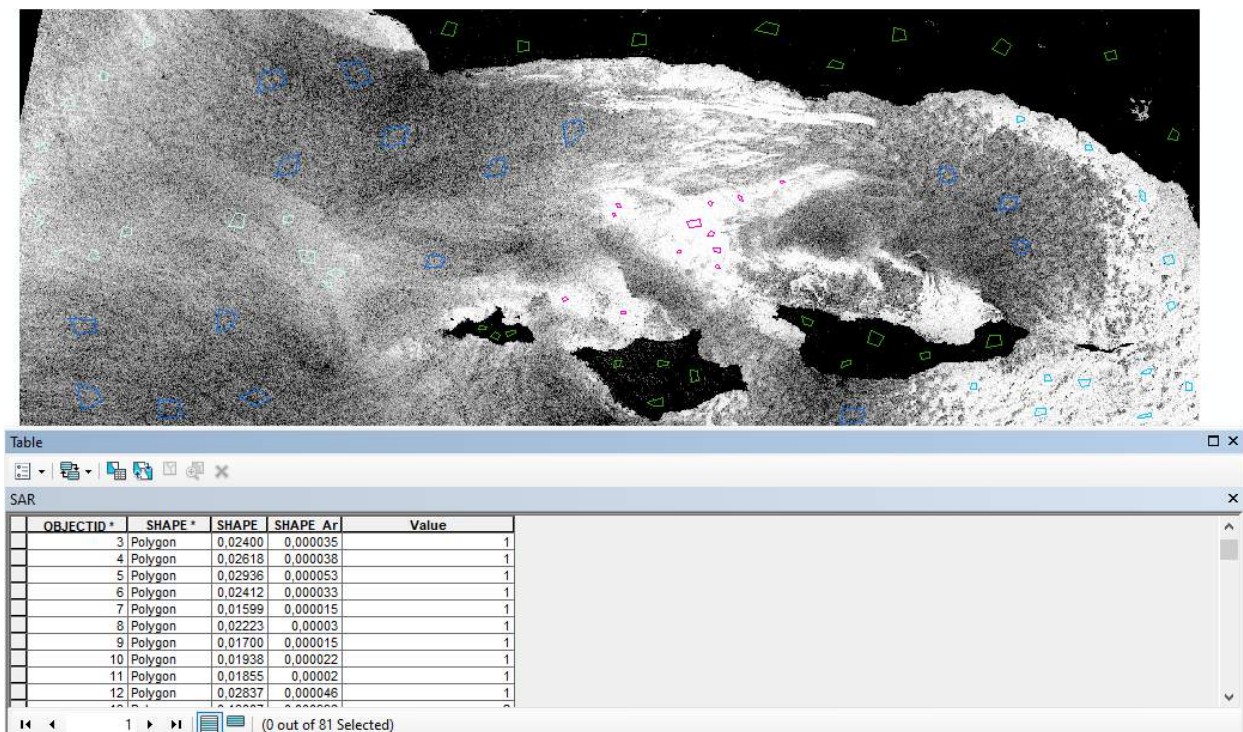 Table
SAR
OBJECTID * SHAPE * SHAPE SHAPE_Ar Value
3 Polygon 0,02400 0,000035 1
4 Polygon 0,02618 0,000038 1
5 Polygon 0,02936 0,000053 1
6 Polygon 0,02412 0,000033 1
7 Polygon 0,01599 0,000015 1
8 Polygon 0,02223 0,00003 1
9 Polygon 0,01700 0,000015 1
10 Polygon 0,01938 0,000022 1
11 Polygon 0,01855 0,00002 1
12 Polygon 0,02837 0,000046 1
1 (0 out of 81 Selected)